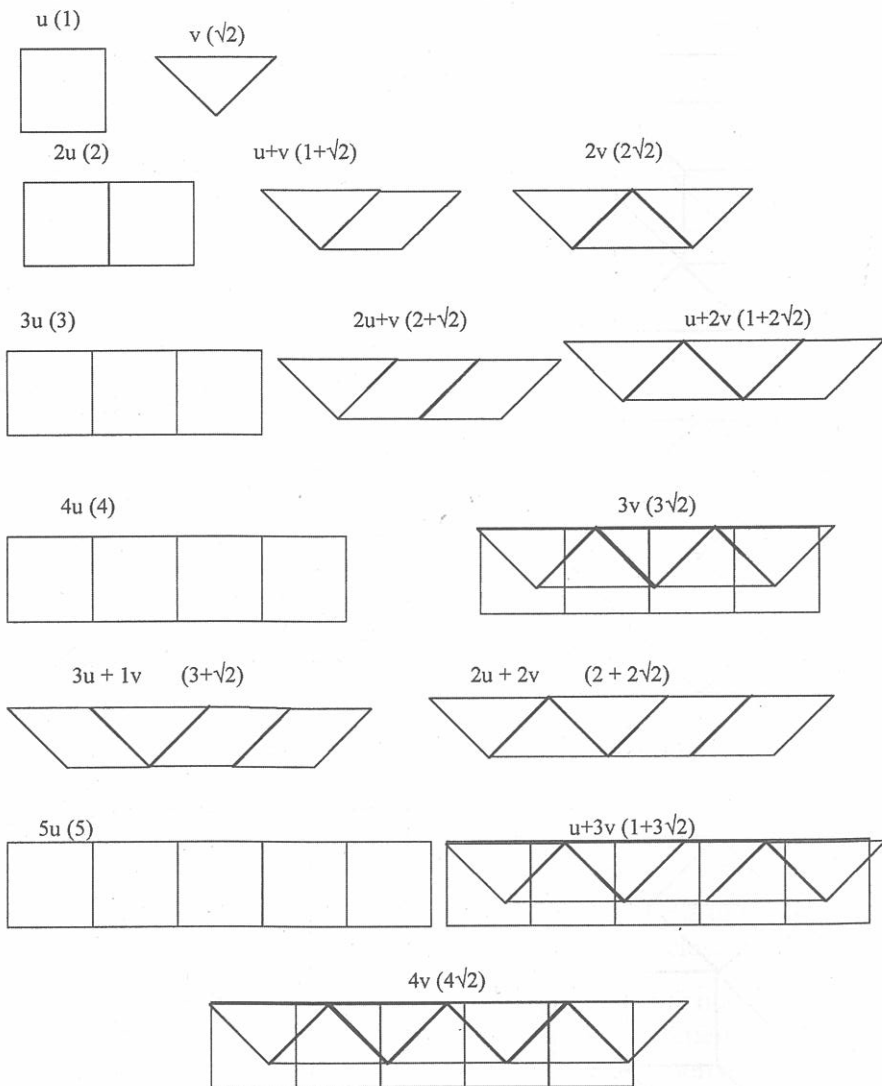 u (1)
v (√2)
2u (2)
u+v (1+√2)
2v (2√2)
3u (3)
2u+v (2+√2)
u+2v (1+2√2)
4u (4)
3v (3√2)
3u + 1v (3+√2)
2u + 2v (2 + 2√2)
5u (5)
u+3v (1+3√2)
4v (4√2)